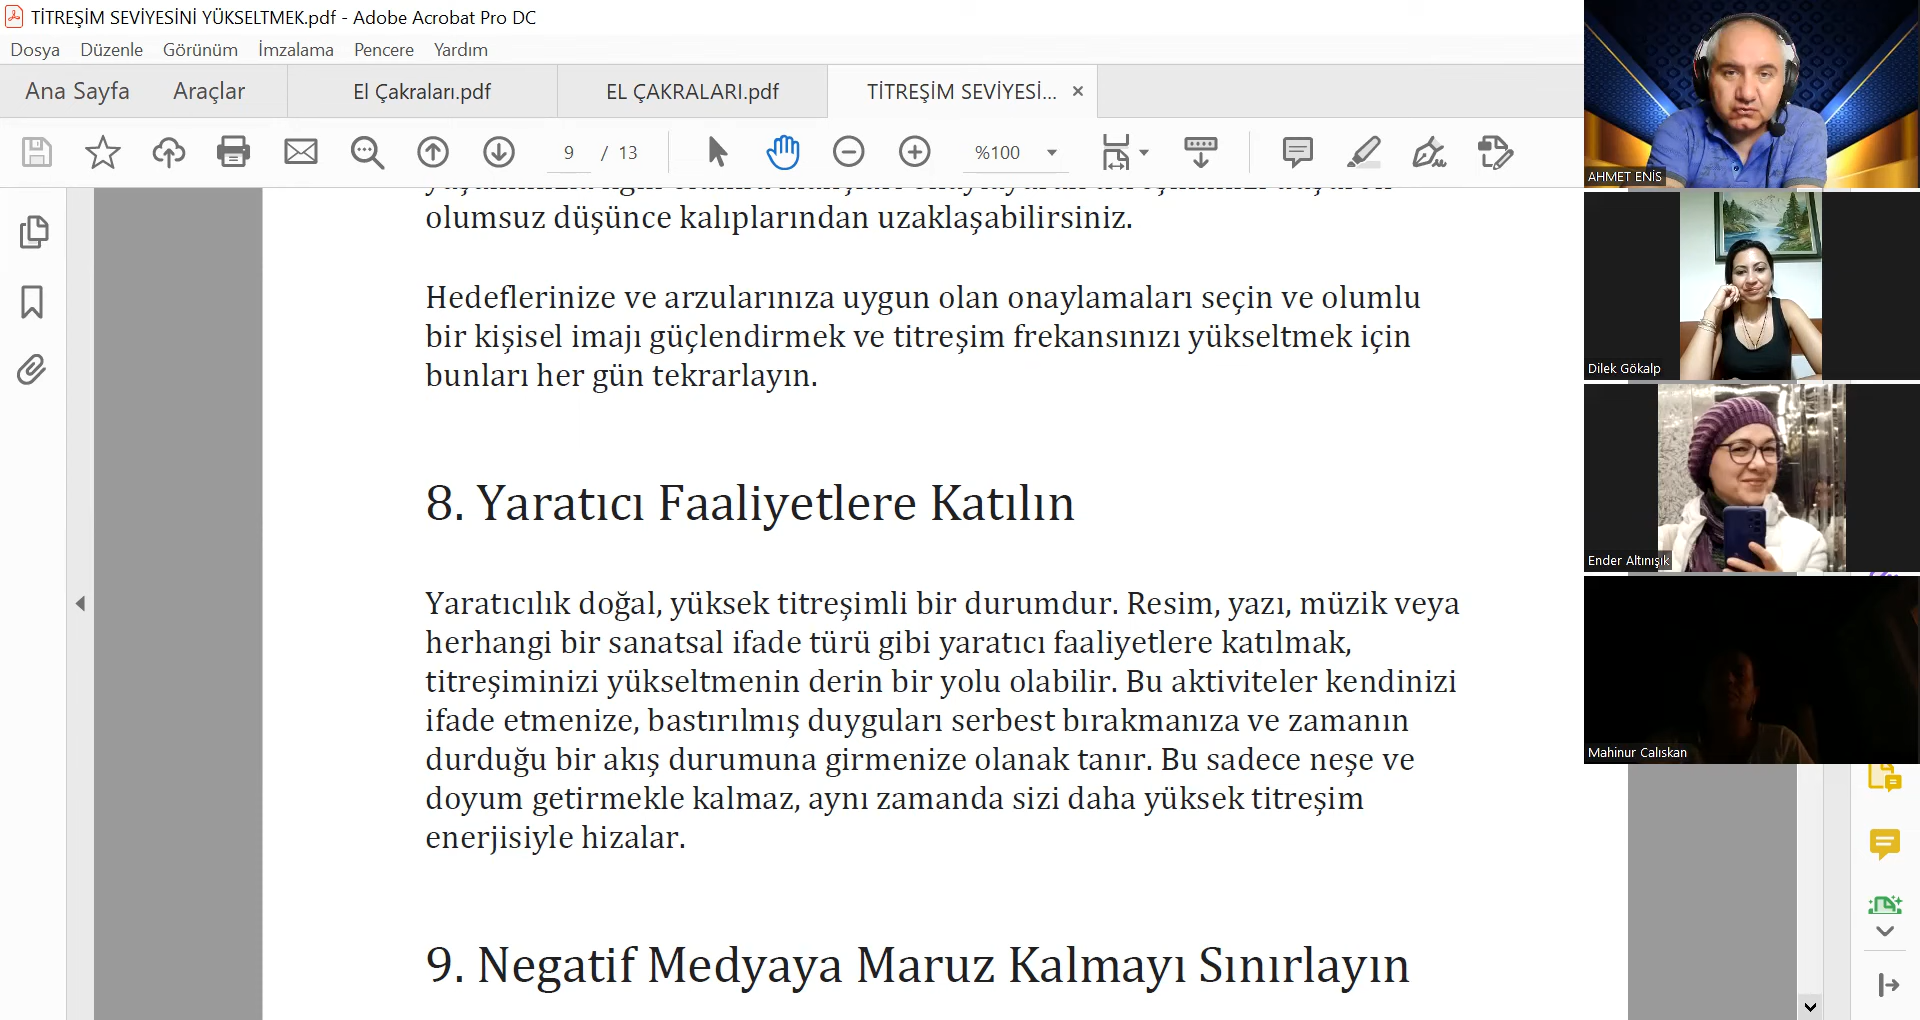 TİTREŞİM SEVİYESİNİ YÜKSELTMEK.pdf - Adobe Acrobat Pro DC
Dosya Düzenle Görünüm İmzalama Pencere Yardım
Ana Sayfa Araçlar El Çakraları.pdf EL ÇAKRALARI.pdf TİTREŞİM SEVİYESİ... ×
9 / 13 %100
olumsuz düşünce kalıplarından uzaklaşabilirsiniz.
Hedeflerinize ve arzularınıza uygun olan onaylamaları seçin ve olumlu
bir kişisel imajı güçlendirmek ve titreşim frekansınızı yükseltmek için
bunları her gün tekrarlayın.
8. Yaratıcı Faaliyetlere Katılın
Yaratıcılık doğal, yüksek titreşimli bir durumdur. Resim, yazı, müzik veya
herhangi bir sanatsal ifade türü gibi yaratıcı faaliyetlere katılmak,
titreşiminizi yükseltmenin derin bir yolu olabilir. Bu aktiviteler kendinizi
ifade etmenize, bastırılmış duyguları serbest bırakmanıza ve zamanın
durduğu bir akış durumuna girmenize olanak tanır. Bu sadece neşe ve
doyum getirmekle kalmaz, aynı zamanda sizi daha yüksek titreşim
enerjisiyle hizalar.
9. Negatif Medyaya Maruz Kalmayı Sınırlayın
AHMET ENİS
Dilek Gökalp
Ender Altınışık
Mahinur Calıskan